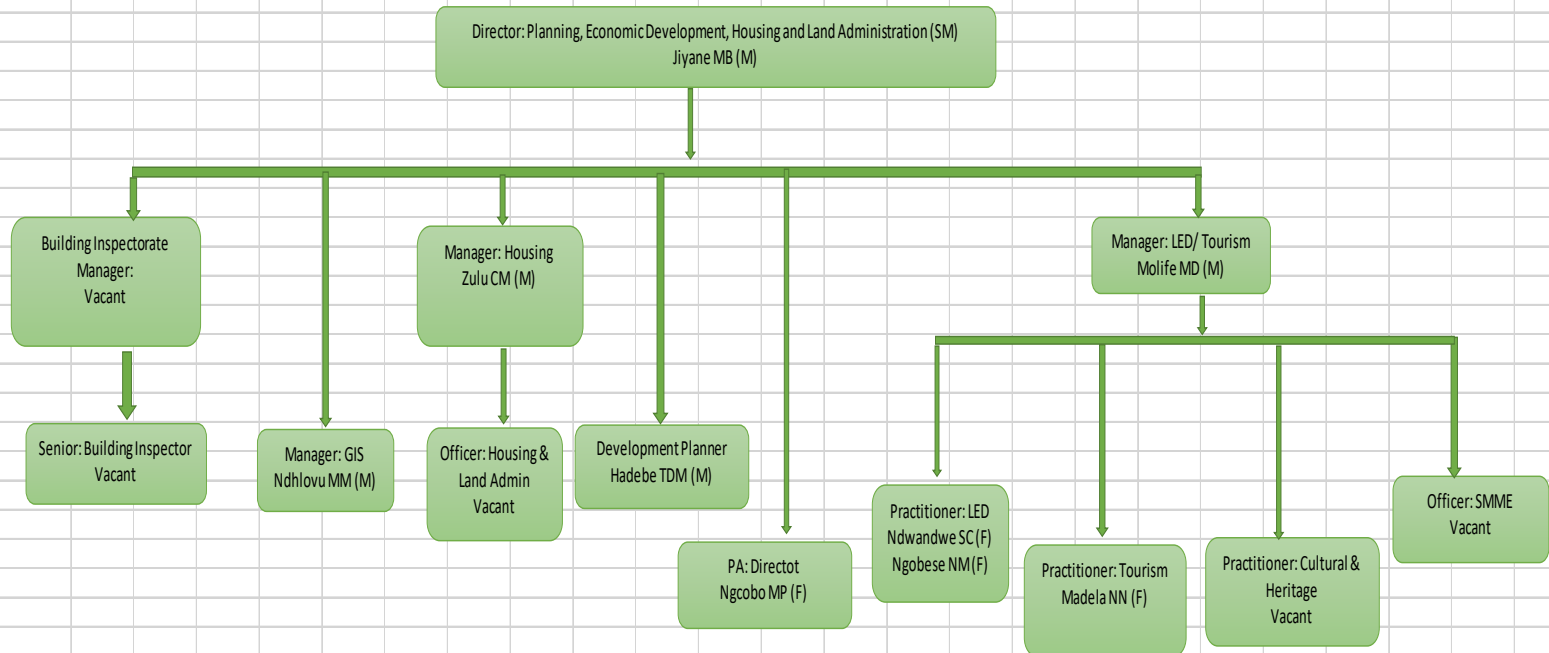 Director: Planning, Economic Development, Housing and Land Administration (SM)
Jiyane MB (M)
Building Inspectorate
Manager:
Vacant
Manager: Housing
Zulu CM (M)
Manager: LED/ Tourism
Molife MD (M)
Senior: Building Inspector
Vacant
Manager: GIS
Ndhlovu MM (M)
Officer: Housing &
Land Admin
Vacant
Development Planner
Hadebe TDM (M)
PA: Directot
Ngcobo MP (F)
Practitioner: LED
Ndwandwe SC (F)
Ngobese NM (F)
Practitioner: Tourism
Madela NN (F)
Practitioner: Cultural &
Heritage
Vacant
Officer: SMME
Vacant